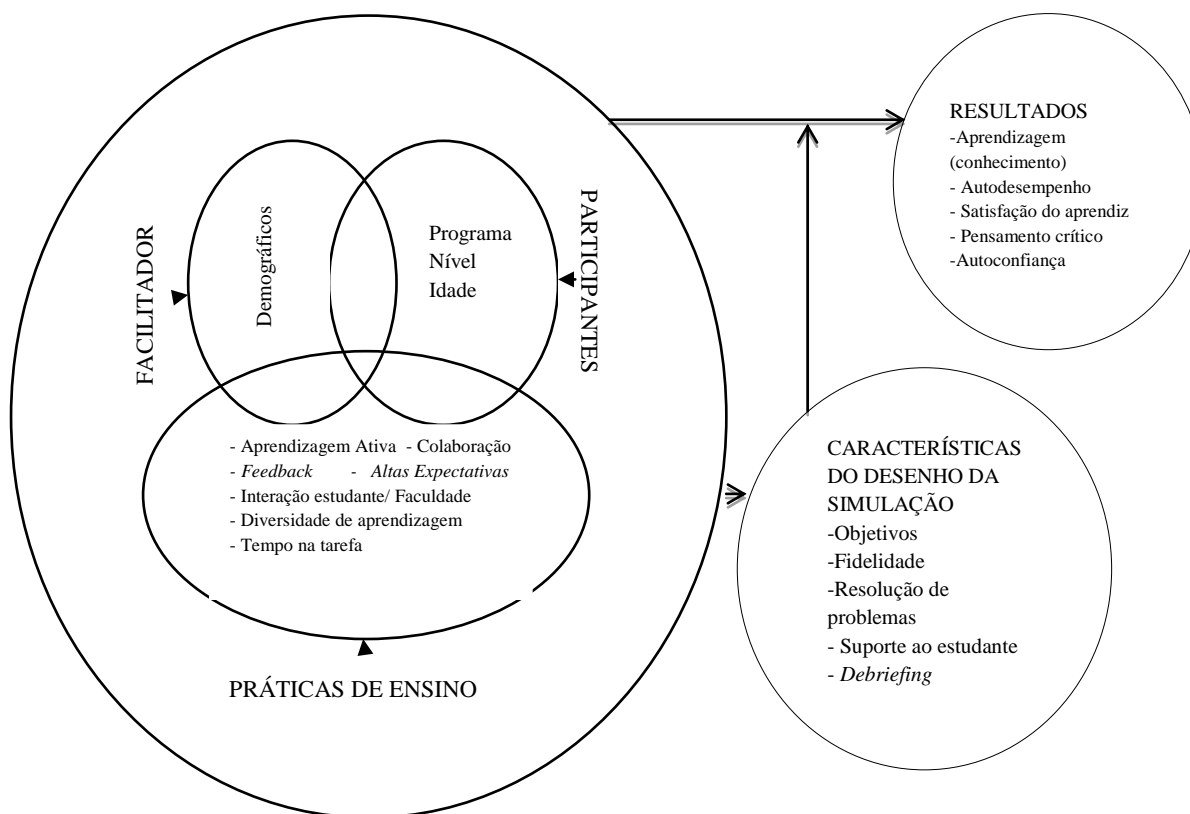 FACILITADOR
Demográficos
Programa
Nível
Idade
PARTICIPANTES
- Aprendizagem Ativa - Colaboração
- Feedback - Altas Expectativas
- Interação estudante/ Faculdade
- Diversidade de aprendizagem
- Tempo na tarefa
PRÁTICAS DE ENSINO
RESULTADOS
-Aprendizagem
(conhecimento)
- Autodesempenho
- Satisfação do aprendiz
- Pensamento crítico
-Autoconfiança
CARACTERÍSTICAS
DO DESENHO DA
SIMULAÇÃO
-Objetivos
-Fidelidade
-Resolução de
problemas
- Suporte ao estudante
- Debriefing